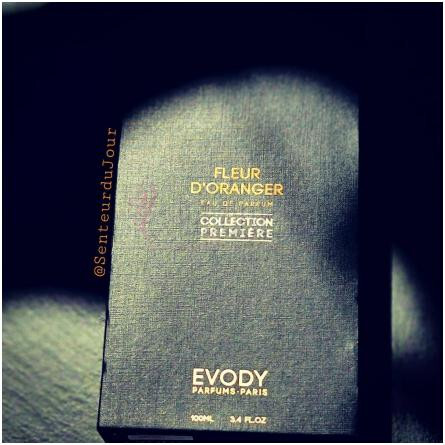 FLEUR
D'ORANGER
EAU DE PARFUM
COLLECTION
PREMIÈRE
EVODY
PARFUMS-PARIS
100ML 3.4 FL.OZ
@SenteurduJour